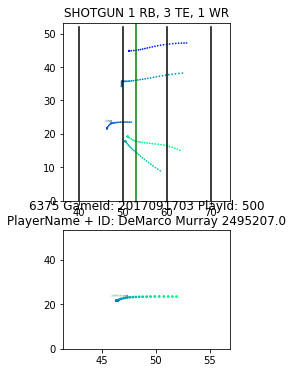 SHOTGUN 1 RB, 3 TE, 1 WR
50
40
30
20
10
0
40 50 60 70
6375 GameId: 2017091703 PlayId: 500
PlayerName + ID: DeMarco Murray 2495207.0
40
20
0
45 50 55